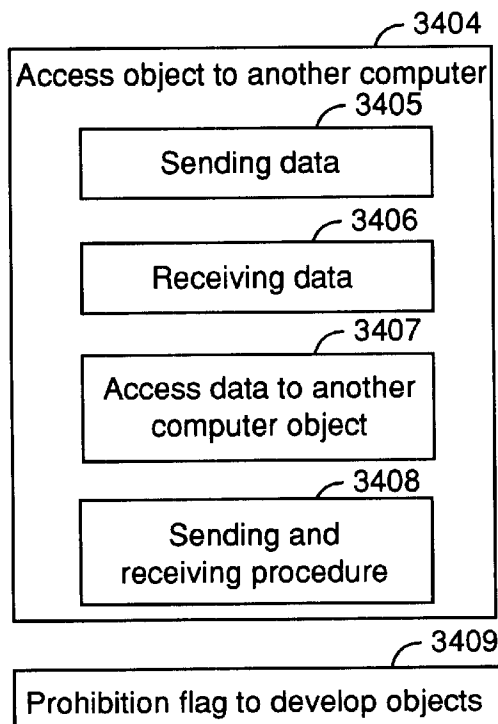 3404
Access object to another computer
3405
Sending data
3406
Receiving data
3407
Access data to another
computer object
3408
Sending and
receiving procedure
3409
Prohibition flag to develop objects